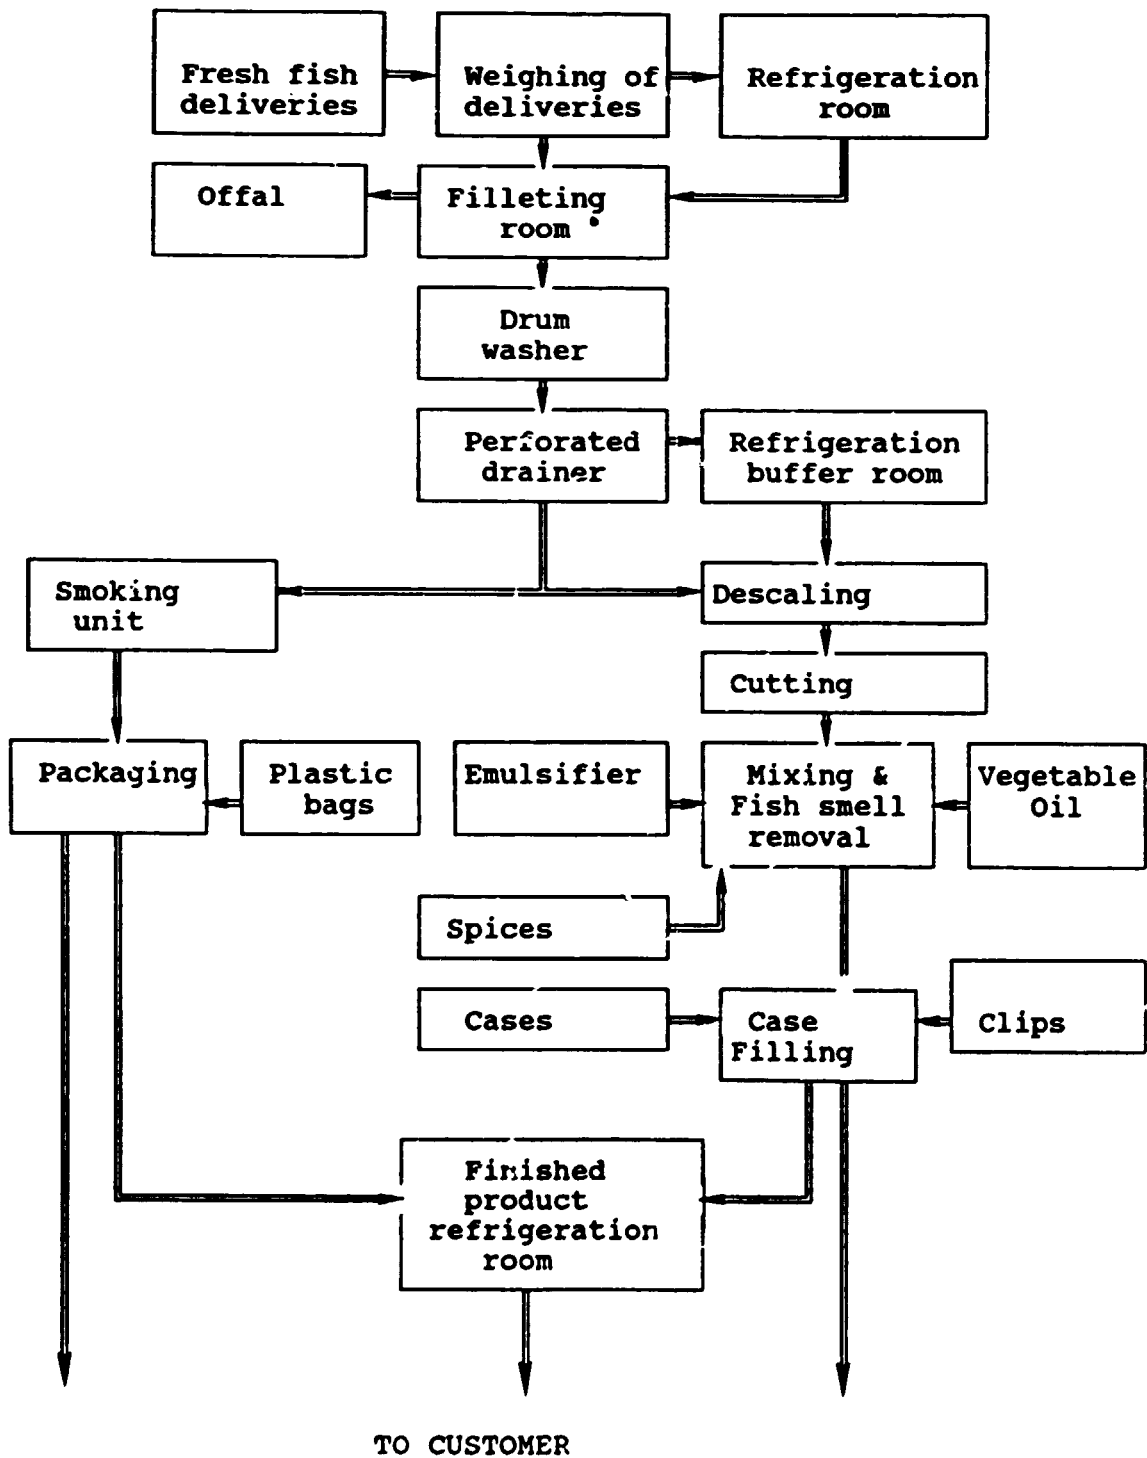 Fresh fish
deliveries
Weighing of
deliveries
Refrigeration
room
Offal
Filleting
room
Drum
washer
Perforated
drainer
Refrigeration
buffer room
Smoking
unit
Descaling
Cutting
Packaging
Plastic
bags
Emulsifier
Mixing &
Fish smell
removal
Vegetable
Oil
Spices
Cases
Case
Filling
Clips
Finished
product
refrigeration
room
TO CUSTOMER